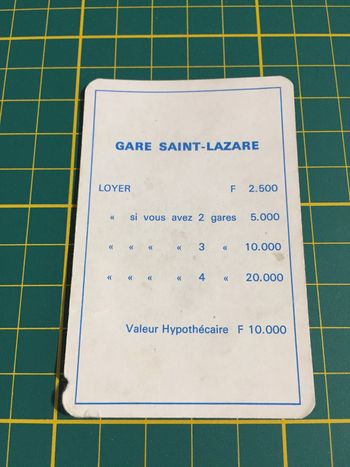 GARE SAINT-LAZARE
LOYER F 2.500
« si vous avez 2 gares 5.000
« « « « 3 « 10.000
« « « « 4 « 20.000
Valeur Hypothécaire F 10.000